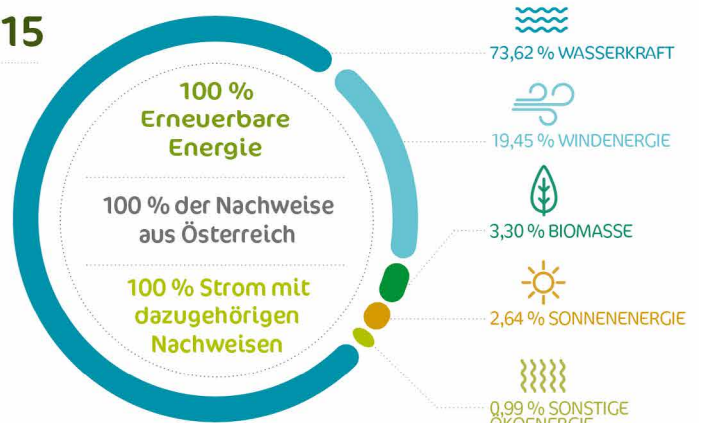 15
100 %
Erneuerbare
Energie
100 % der Nachweise
aus Österreich
100 % Strom mit
dazugehörigen
Nachweisen
73,62 % WASSERKRAFT
19,45 % WINDENERGIE
3,30 % BIOMASSE
2,64 % SONNENENERGIE
0,99 % SONSTIGE
ÖKOENERGIE